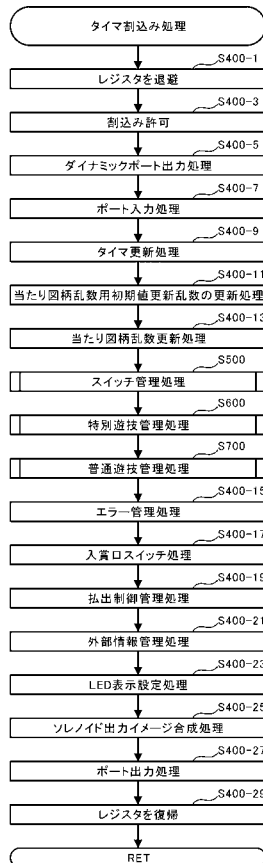 タイマ割込み処理
S400-1
レジスタを退避
S400-3
割込み許可
S400-5
ダイナミックポート出力処理
S400-7
ポート入力処理
S400-9
タイマ更新処理
S400-11
当たり図柄乱数用初期値更新乱数の更新処理
S400-13
当たり図柄乱数更新処理
S500
スイッチ管理処理
S600
特別遊技管理処理
S700
普通遊技管理処理
S400-15
エラー管理処理
S400-17
入賞口スイッチ処理
S400-19
払出制御管理処理
S400-21
外部情報管理処理
S400-23
LED表示設定処理
S400-25
ソレノイド出力イメージ合成処理
S400-27
ポート出力処理
S400-29
レジスタを復帰
RET